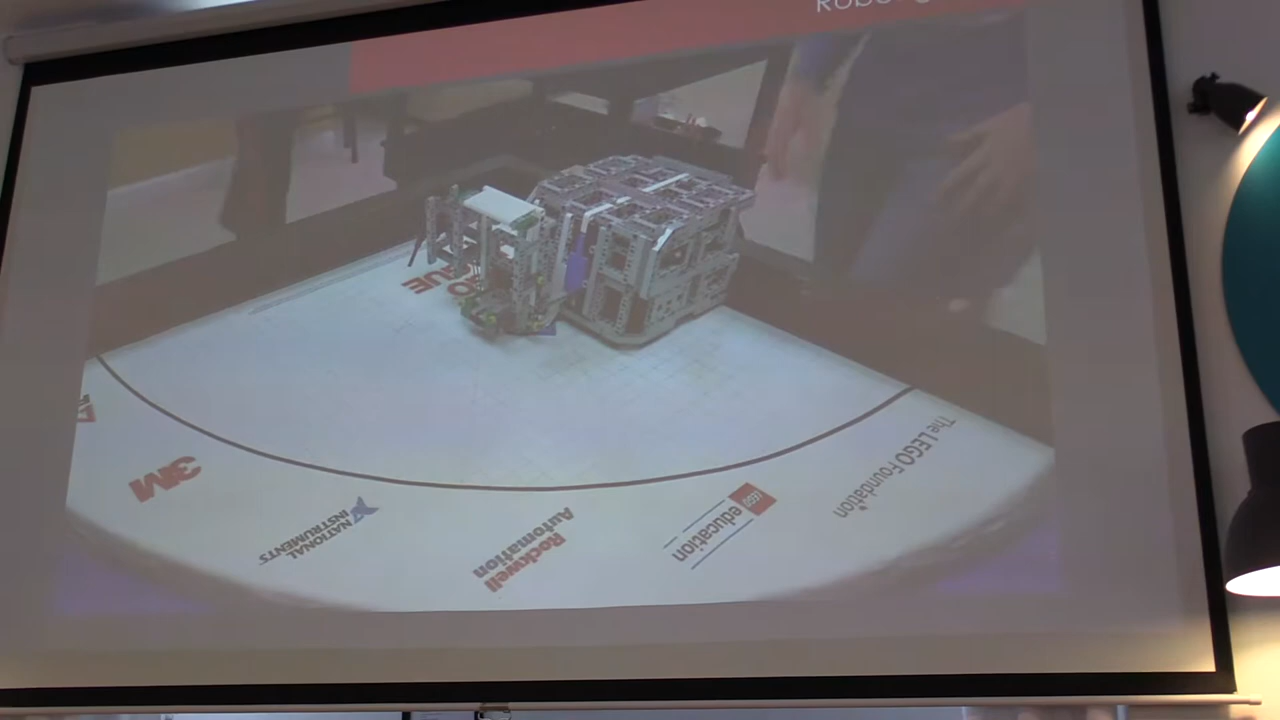 3M
NATIONAL
INSTRUMENTS
Rockwell
Automation
LEGO
education
The LEGO Foundation